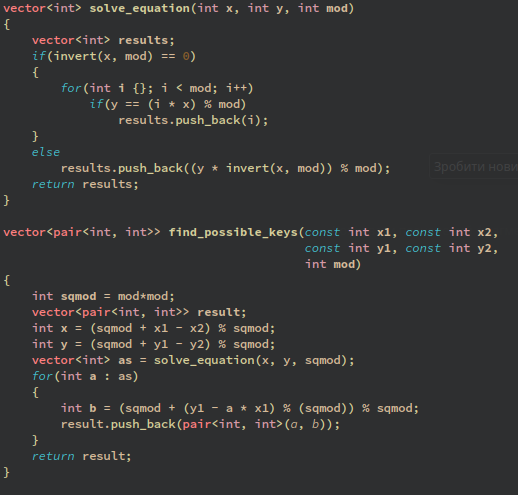 vector<int> solve_equation(int x, int y, int mod)
{
    vector<int> results;
    if(invert(x, mod) == 0)
    {
        for(int i {}; i < mod; i++)
            if(y == (i * x) % mod)
                results.push_back(i);
    }
    else
        results.push_back((y * invert(x, mod)) % mod);
    return results;
}
Зробити нови
vector<pair<int, int>> find_possible_keys(const int x1, const int x2,
                                          const int y1, const int y2,
                                          int mod)
{
    int sqmod = mod*mod;
    vector<pair<int, int>> result;
    int x = (sqmod + x1 - x2) % sqmod;
    int y = (sqmod + y1 - y2) % sqmod;
    vector<int> as = solve_equation(x, y, sqmod);
    for(int a : as)
    {
        int b = (sqmod + (y1 - a * x1) % (sqmod)) % sqmod;
        result.push_back(pair<int, int>(a, b));
    }
    return result;
}